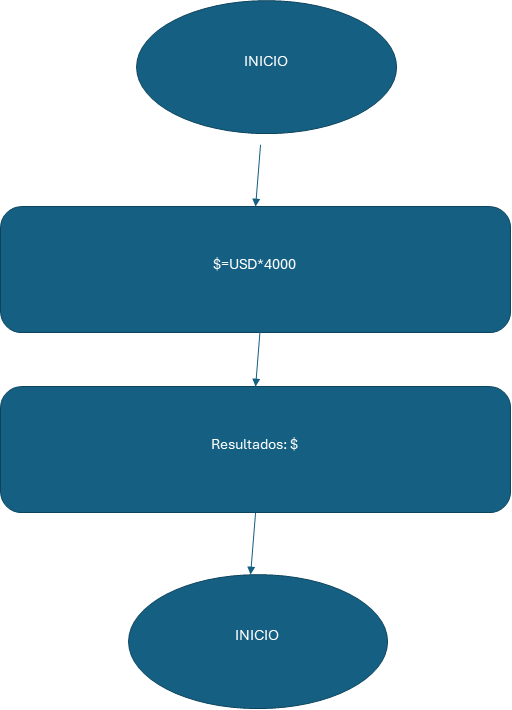 INICIO
$=USD*4000
Resultados: $
INICIO